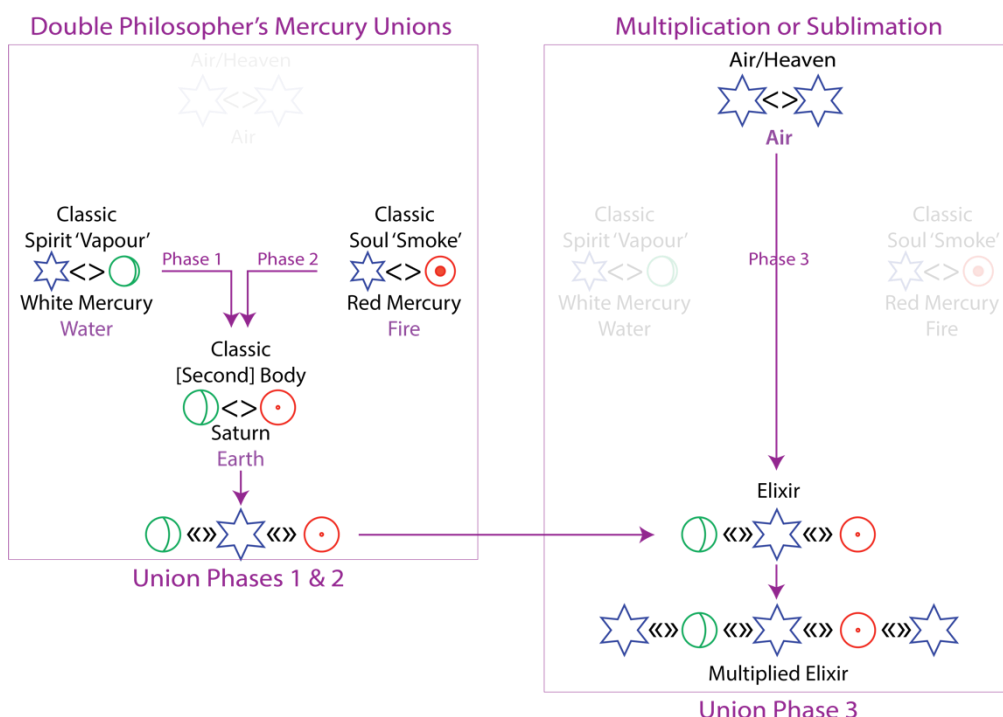 Double Philosopher's Mercury Unions
Air/Heaven
<>
Air
Classic
Spirit 'Vapour'
<>
White Mercury
Water
Phase 1
Phase 2
Classic
Soul 'Smoke'
<>
Red Mercury
Fire
Classic
[Second] Body
<>
Saturn
Earth
«» «»
Union Phases 1 & 2
Multiplication or Sublimation
Air/Heaven
<>
Air
Classic
Spirit 'Vapour'
<>
White Mercury
Water
Phase 3
Classic
Soul 'Smoke'
<>
Red Mercury
Fire
Elixir
«» «»
«» «» «» «»
Multiplied Elixir
Union Phase 3